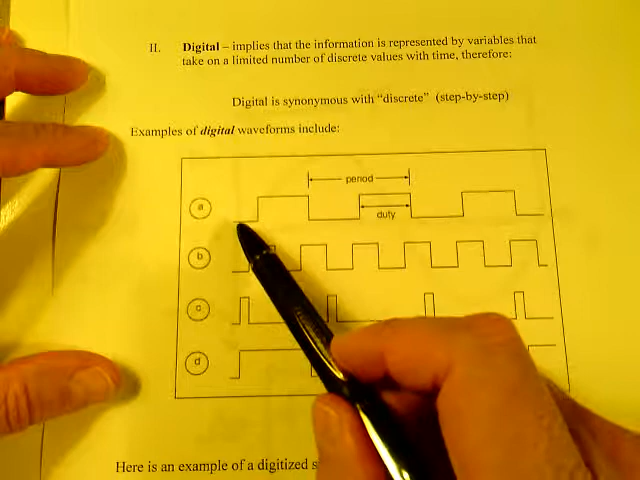 II. Digital – implies that the information is represented by variables that
take on a limited number of discrete values with time, therefore:
Digital is synonymous with "discrete" (step-by-step)
Examples of digital waveforms include:
period
a
duty
b
c
d
Here is an example of a digitized s